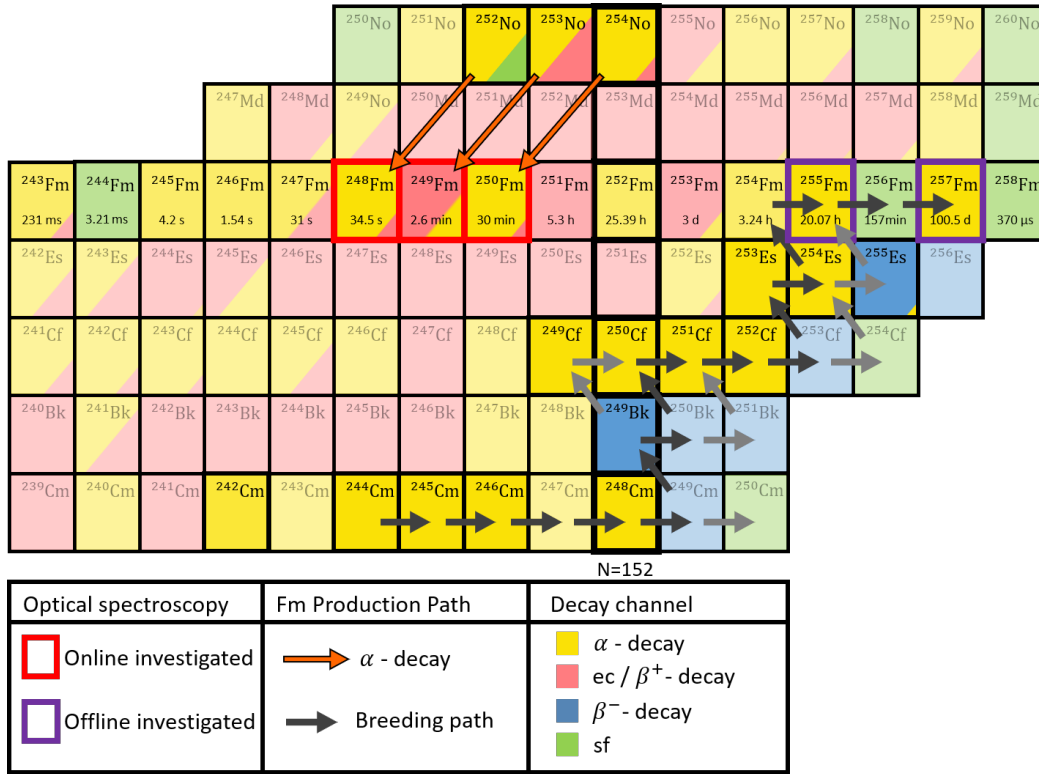 ²⁵⁰No ²⁵¹No ²⁵²No ²⁵³No ²⁵⁴No ²⁵⁵No ²⁵⁶No ²⁵⁷No ²⁵⁸No ²⁵⁹No ²⁶⁰No
²⁴⁷Md ²⁴⁸Md ²⁴⁹No ²⁵⁰Md ²⁵¹Md ²⁵²Md ²⁵³Md ²⁵⁴Md ²⁵⁵Md ²⁵⁶Md ²⁵⁷Md ²⁵⁸Md ²⁵⁹Md
²⁴³Fm ²⁴⁴Fm ²⁴⁵Fm ²⁴⁶Fm ²⁴⁷Fm ²⁴⁸Fm ²⁴⁹Fm ²⁵⁰Fm ²⁵¹Fm ²⁵²Fm ²⁵³Fm ²⁵⁴Fm ²⁵⁵Fm ²⁵⁶Fm ²⁵⁷Fm ²⁵⁸Fm
231 ms 3.21 ms 4.2 s 1.54 s 31 s 34.5 s 2.6 min 30 min 5.3 h 25.39 h 3 d 3.24 h 20.07 h 157min 100.5 d 370 µs
²⁴²Es ²⁴³Es ²⁴⁴Es ²⁴⁵Es ²⁴⁶Es ²⁴⁷Es ²⁴⁸Es ²⁴⁹Es ²⁵⁰Es ²⁵¹Es ²⁵²Es ²⁵³Es ²⁵⁴Es ²⁵⁵Es ²⁵⁶Es
²⁴¹Cf ²⁴²Cf ²⁴³Cf ²⁴⁴Cf ²⁴⁵Cf ²⁴⁶Cf ²⁴⁷Cf ²⁴⁸Cf ²⁴⁹Cf ²⁵⁰Cf ²⁵¹Cf ²⁵²Cf ²⁵³Cf ²⁵⁴Cf
²⁴⁰Bk ²⁴¹Bk ²⁴²Bk ²⁴³Bk ²⁴⁴Bk ²⁴⁵Bk ²⁴⁶Bk ²⁴⁷Bk ²⁴⁸Bk ²⁴⁹Bk ²⁵⁰Bk ²⁵¹Bk
²³⁹Cm ²⁴⁰Cm ²⁴¹Cm ²⁴²Cm ²⁴³Cm ²⁴⁴Cm ²⁴⁵Cm ²⁴⁶Cm ²⁴⁷Cm ²⁴⁸Cm ²⁴⁹Cm ²⁵⁰Cm
N=152
Optical spectroscopy
Online investigated
Offline investigated
Fm Production Path
α - decay
Breeding path
Decay channel
α - decay
ec / β⁺- decay
β⁻- decay
sf